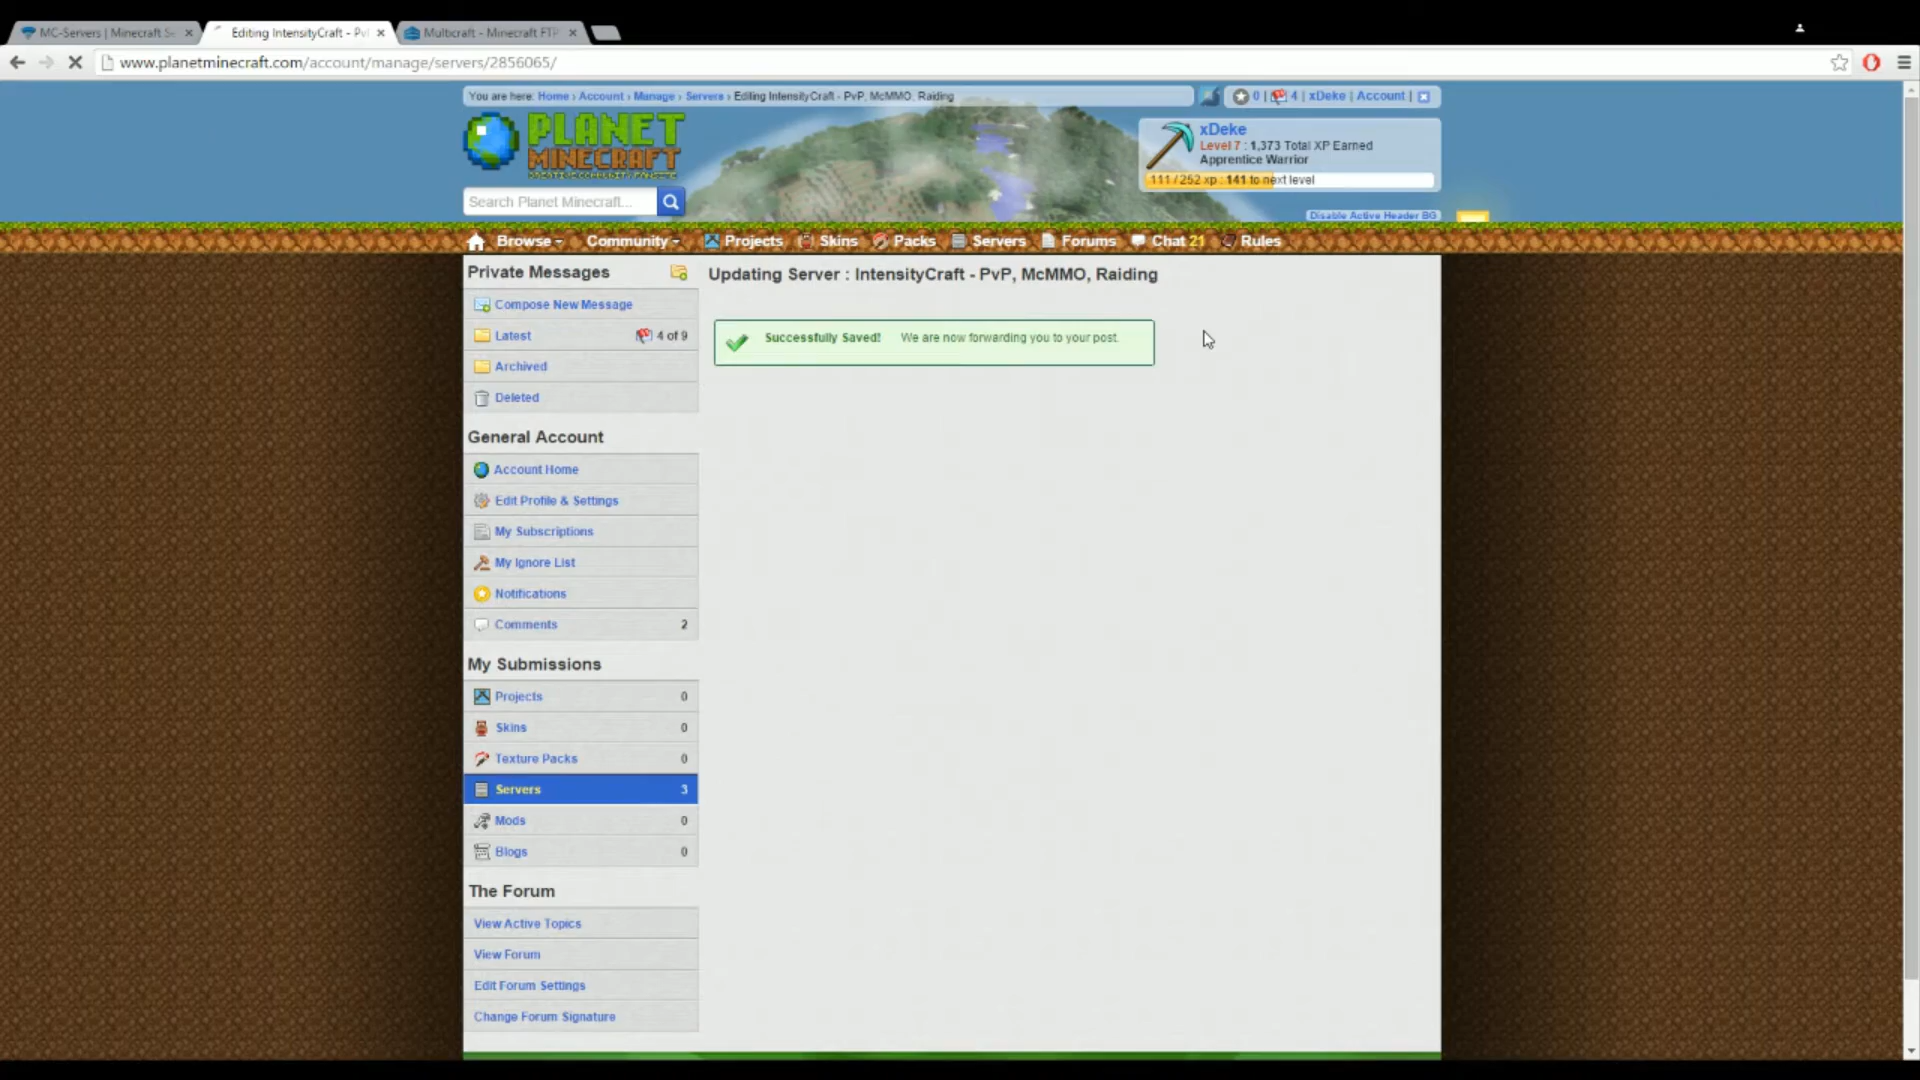 MC-Servers | Minecraft Se
Editing IntensityCraft - Pvl
Multicraft - Minecraft FTP
www.planetminecraft.com/account/manage/servers/2856065/
You are here: Home › Account › Manage › Servers › Editing IntensityCraft - PvP, McMMO, Raiding
0 | 4 | xDeke | Account |
PLANET
MINECRAFT
CREATIVE COMMUNITY FANSITE
xDeke
Level 7 : 1,373 Total XP Earned
Apprentice Warrior
111 / 252 xp : 141 to next level
Search Planet Minecraft...
Disable Active Header BG
Browse Community Projects Skins Packs Servers Forums Chat 21 Rules
Private Messages
Compose New Message
Latest 4 of 9
Archived
Deleted
General Account
Account Home
Edit Profile & Settings
My Subscriptions
My Ignore List
Notifications
Comments 2
My Submissions
Projects 0
Skins 0
Texture Packs 0
Servers 3
Mods 0
Blogs 0
The Forum
View Active Topics
View Forum
Edit Forum Settings
Change Forum Signature
Updating Server : IntensityCraft - PvP, McMMO, Raiding
Successfully Saved! We are now forwarding you to your post.